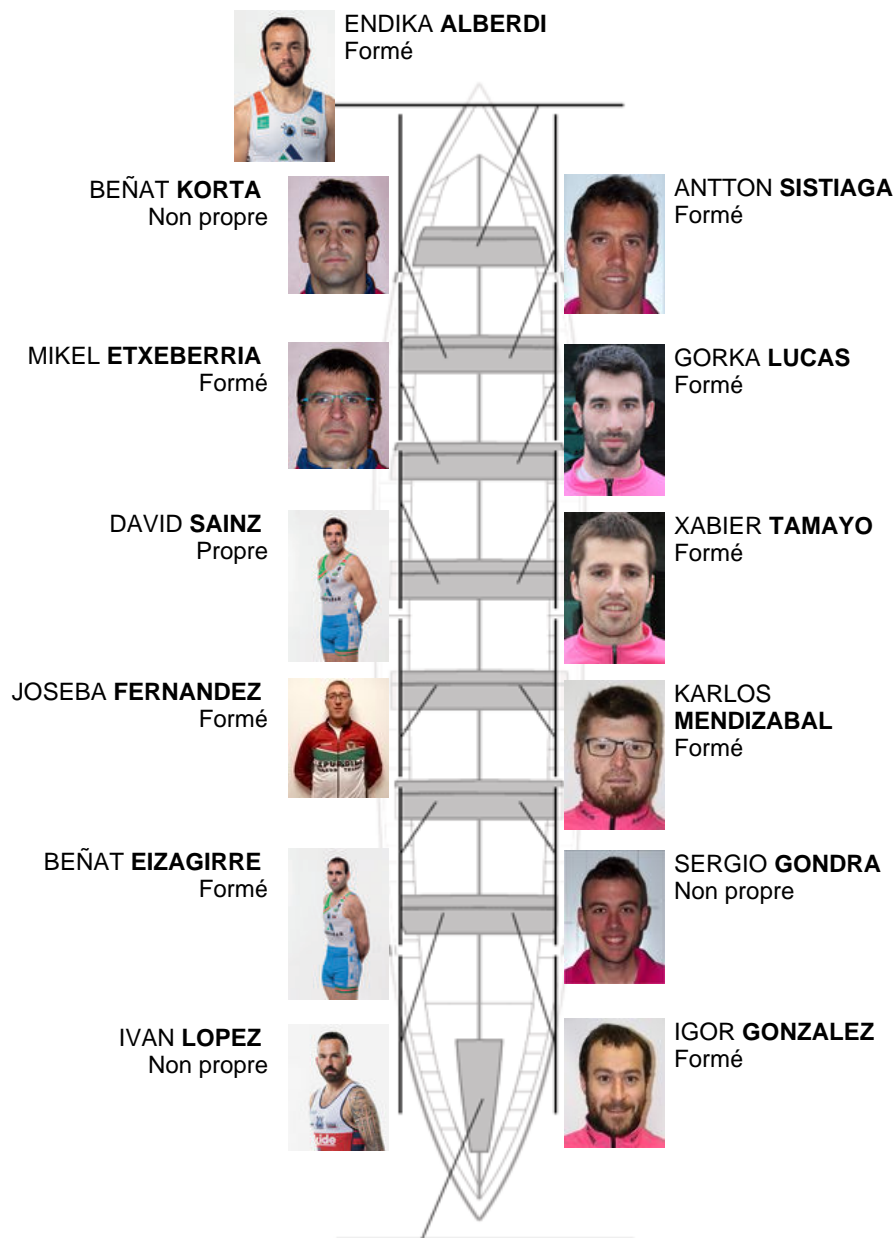 ENDIKA ALBERDI
Formé
BEÑAT KORTA
Non propre
ANTTON SISTIAGA
Formé
MIKEL ETXEBERRIA
Formé
GORKA LUCAS
Formé
DAVID SAINZ
Propre
XABIER TAMAYO
Formé
JOSEBA FERNANDEZ
Formé
KARLOS
MENDIZABAL
Formé
BEÑAT EIZAGIRRE
Formé
SERGIO GONDRA
Non propre
IVAN LOPEZ
Non propre
IGOR GONZALEZ
Formé